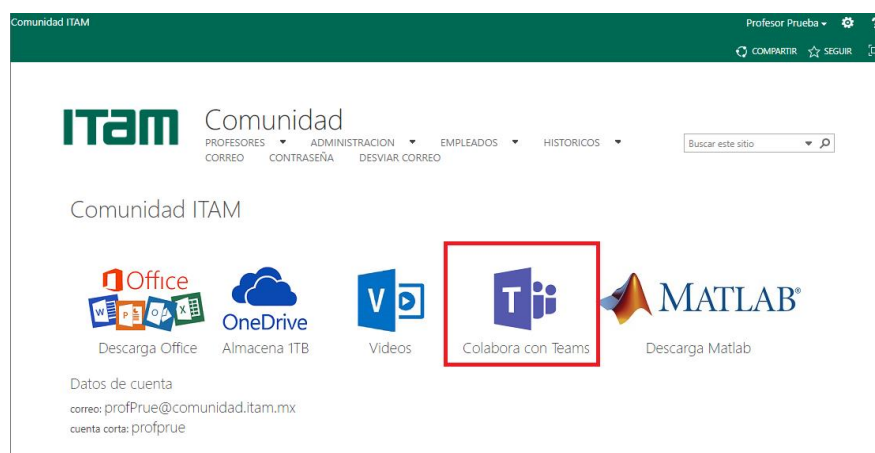 Comunidad ITAM
Profesor Prueba
COMPARTIR SEGUIR
ITAM
Comunidad
PROFESORES ADMINISTRACION EMPLEADOS HISTORICOS
CORREO CONTRASEÑA DESVIAR CORREO
Buscar este sitio
Comunidad ITAM
Office
W P O X
OneDrive
V
T
MATLAB®
Descarga Office Almacena 1TB Videos Colabora con Teams Descarga Matlab
Datos de cuenta
correo: profPrue@comunidad.itam.mx
cuenta corta: profprue